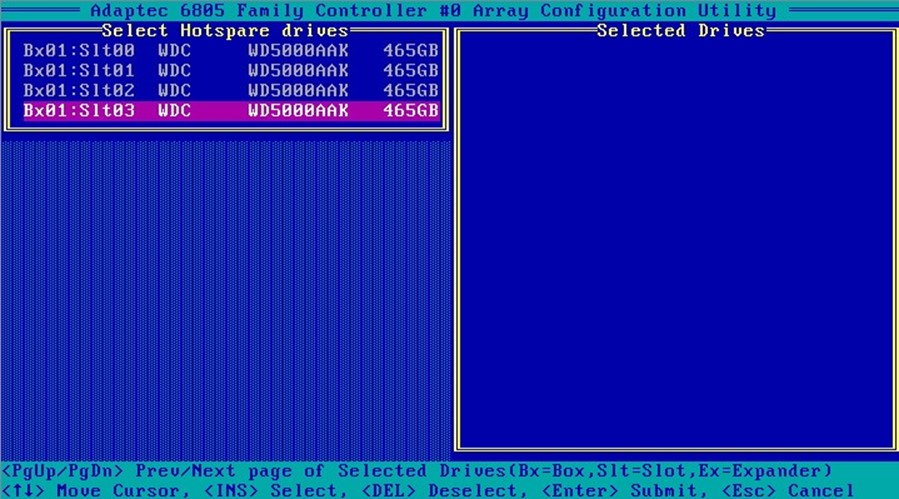 Adaptec 6805 Family Controller #0 Array Configuration Utility
Select Hotspare drives
Bx01:Slt00 WDC WD5000AAK 465GB
Bx01:Slt01 WDC WD5000AAK 465GB
Bx01:Slt02 WDC WD5000AAK 465GB
Bx01:Slt03 WDC WD5000AAK 465GB
Selected Drives
<PgUp/PgDn> Prev/Next page of Selected Drives(Bx=Box,Slt=Slot,Ex=Expander)
<↑↓> Move Cursor, <INS> Select, <DEL> Deselect, <Enter> Submit, <Esc> Cancel